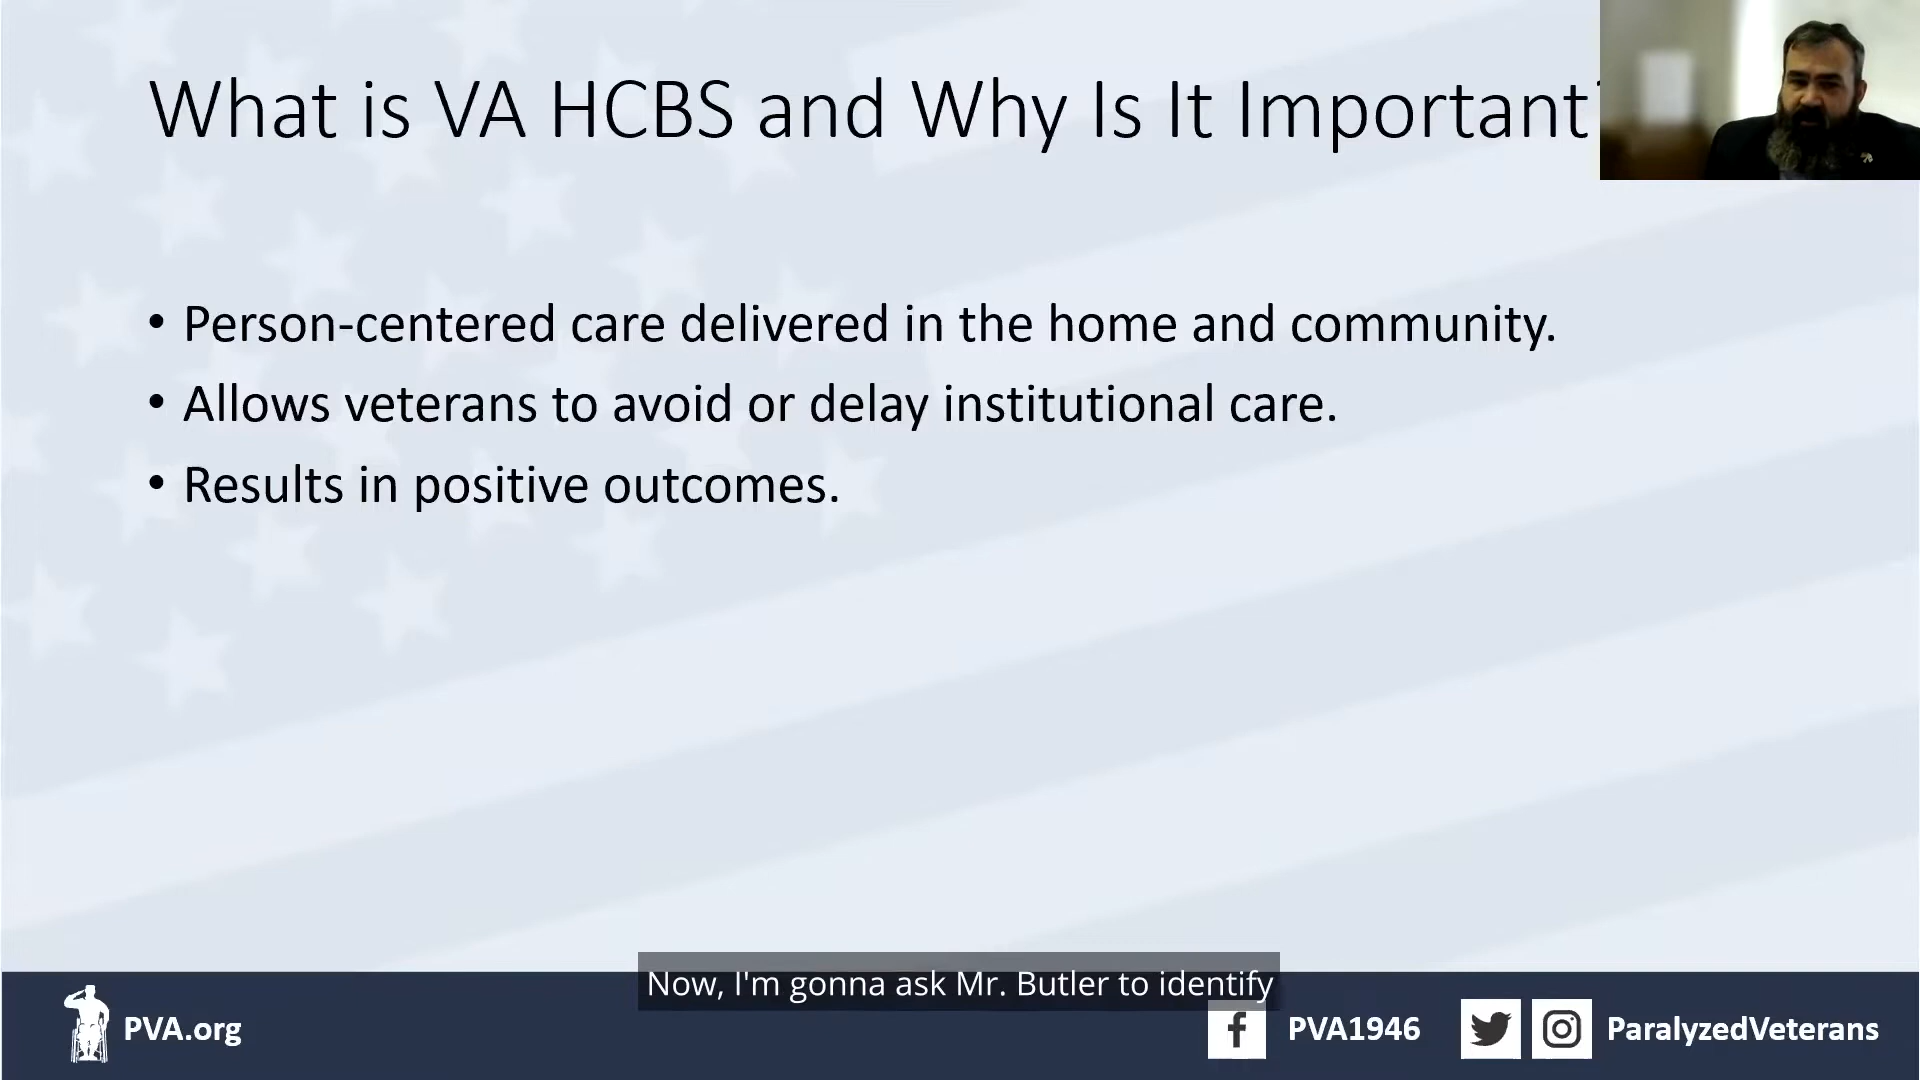 What is VA HCBS and Why Is It Important?
• Person-centered care delivered in the home and community.
• Allows veterans to avoid or delay institutional care.
• Results in positive outcomes.
Now, I'm gonna ask Mr. Butler to identify
PVA.org
PVA1946
ParalyzedVeterans